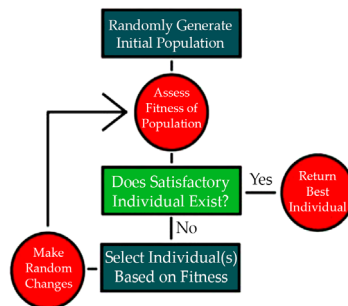 Randomly Generate
Initial Population
Assess
Fitness of
Population
Does Satisfactory
Individual Exist?
Yes
Return
Best
Individual
No
Select Individual(s)
Based on Fitness
Make
Random
Changes